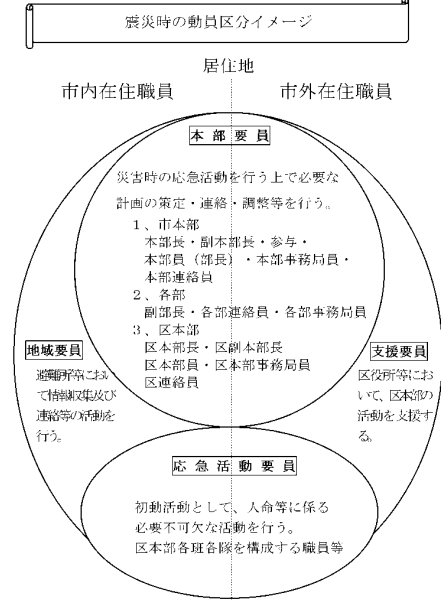 震災時の動員区分イメージ
居住地
市内在住職員
市外在住職員
本部要員
災害時の応急活動を行う上で必要な
計画の策定・連絡・調整等を行う。
1、市本部
本部長・副本部長・参与・
本部員（部長）・本部事務局員・
本部連絡員
2、各部
副部長・各部連絡員・各部事務局員
3、区本部
区本部長・区副本部長
区本部員・区本部事務局員
区連絡員
地域要員
避難所等におい
て情報収集及び
連絡等の活動を
行う。
支援要員
区役所等にお
いて、区本部の
活動を支援す
る。
応急活動要員
初動活動として、人命等に係る
必要不可欠な活動を行う。
区本部各班各隊を構成する職員等